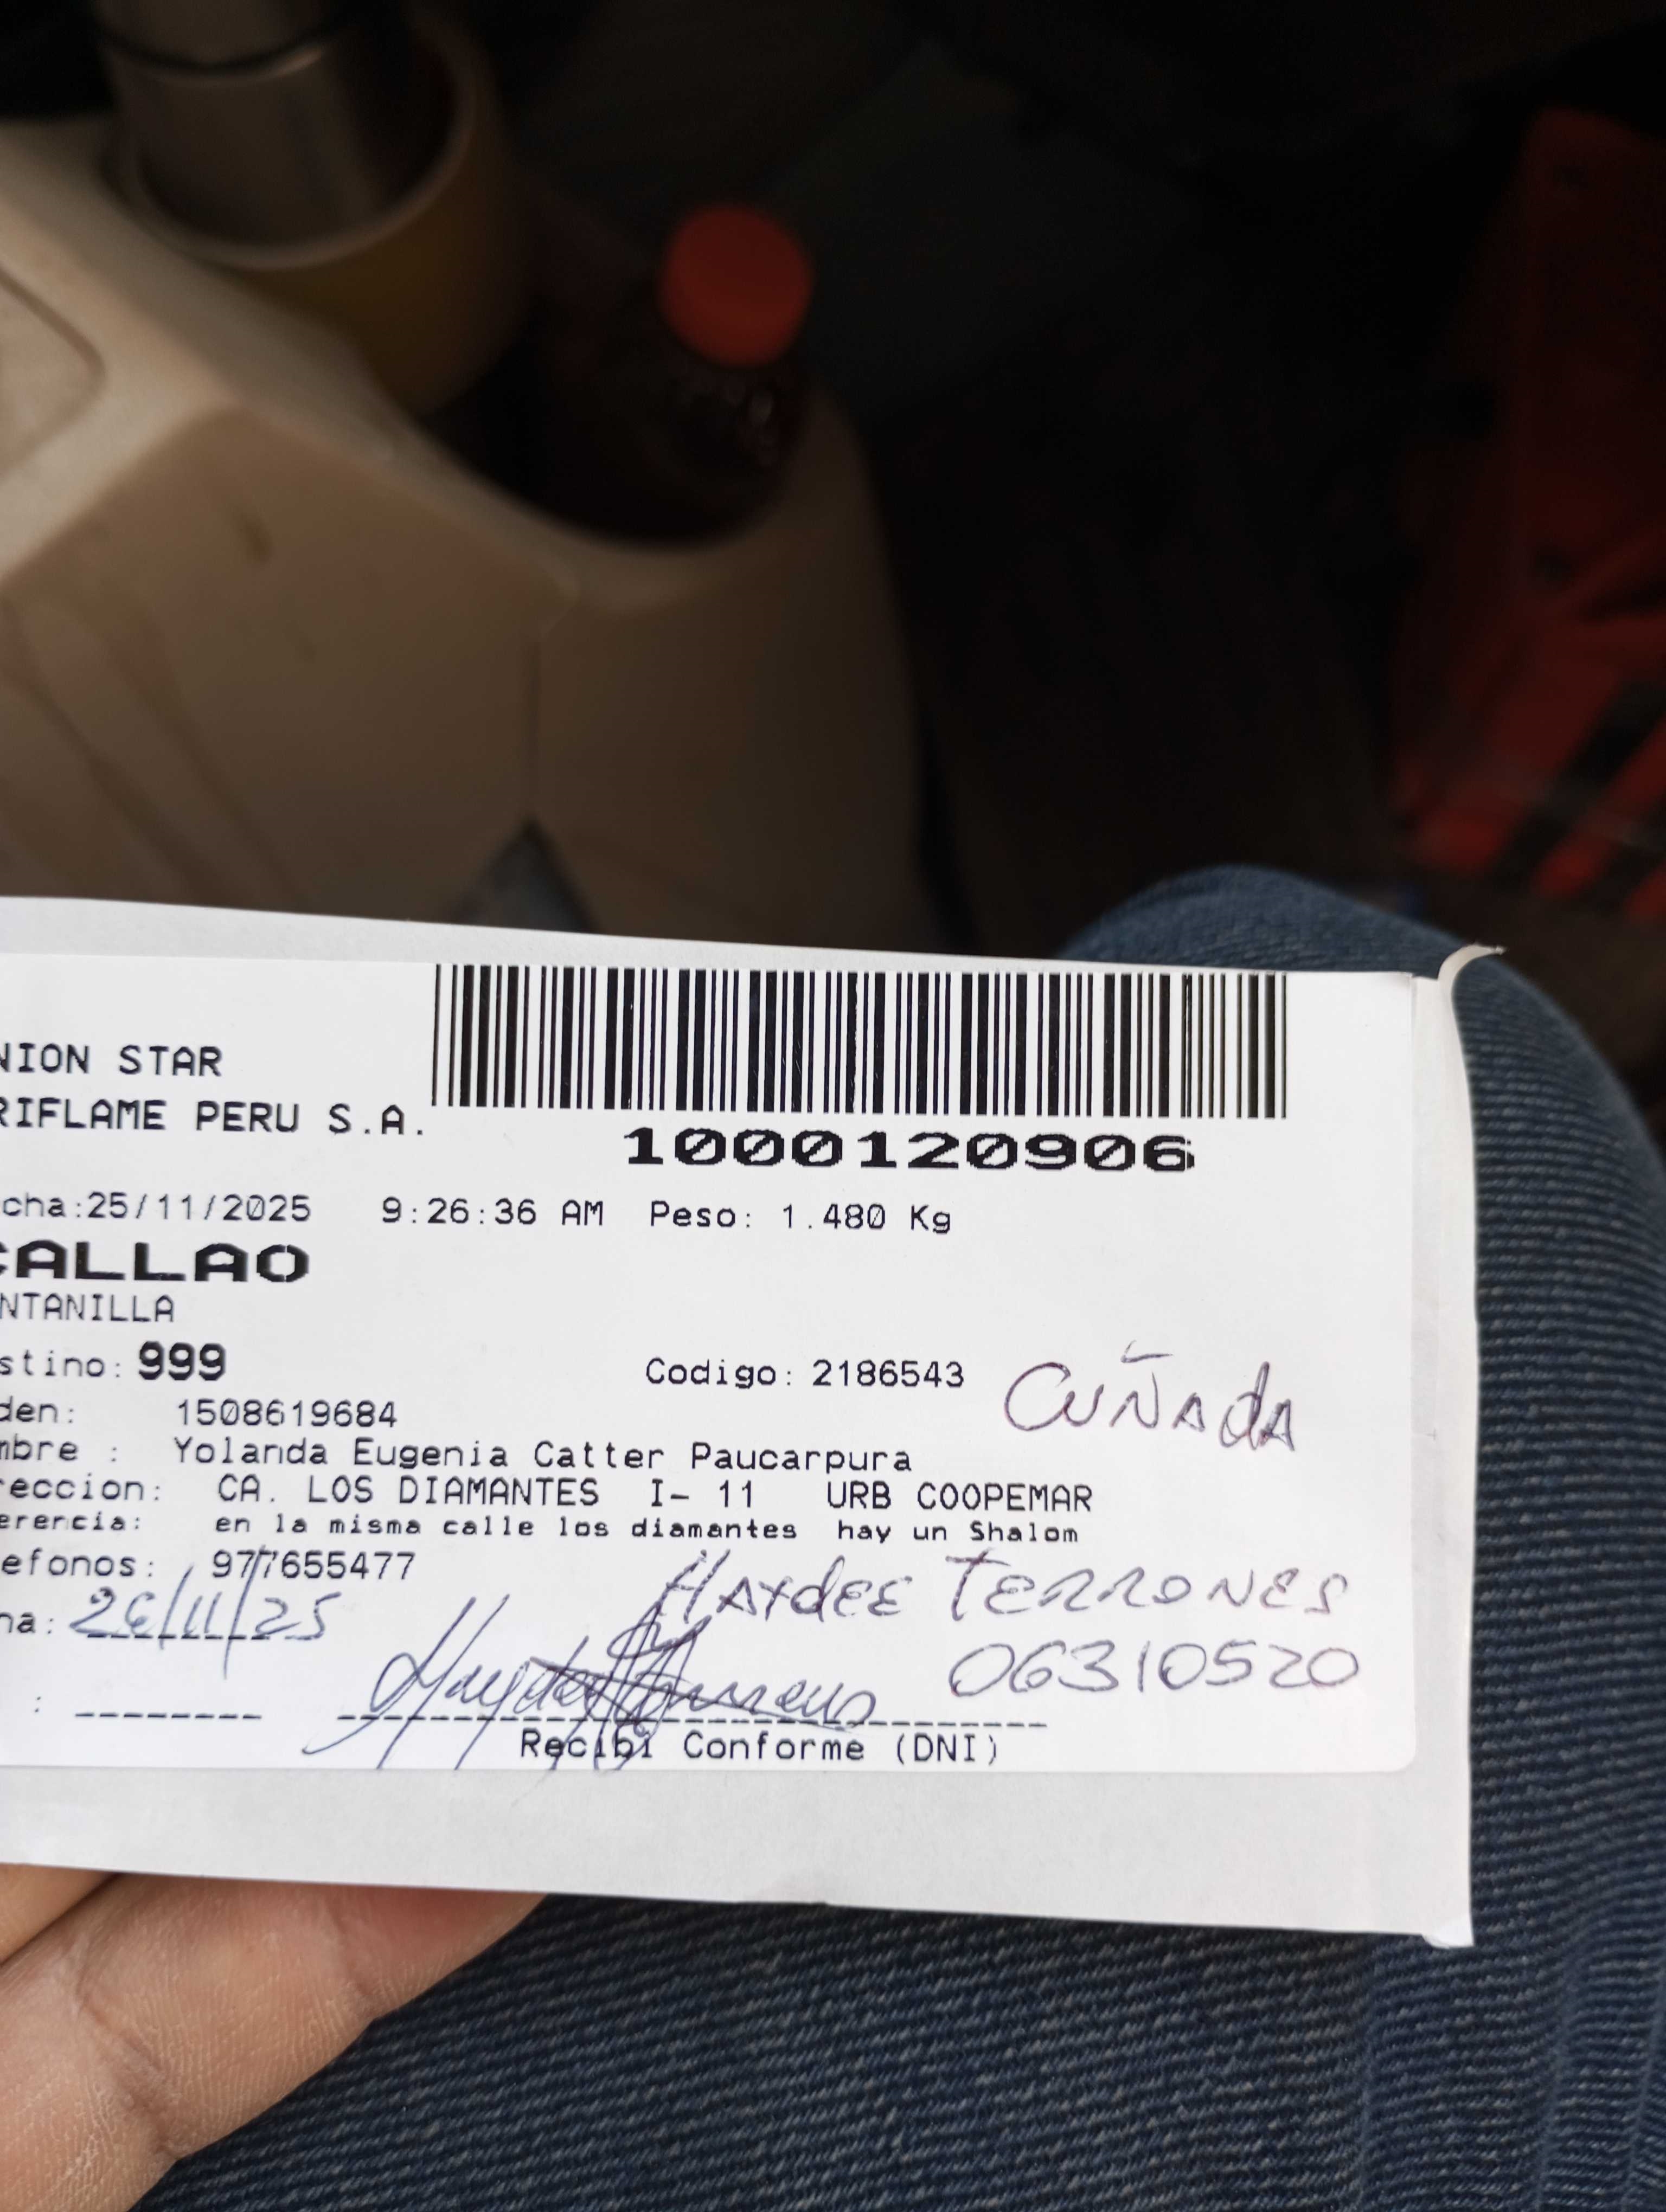 NION STAR
RIFLAME PERU S.A.
1000120906
cha:25/11/2025 9:26:36 AM Peso: 1.480 Kg
CALLAO
NTANILLA
stino: 999 Codigo: 2186543 CUÑADA
den: 1508619684
mbre : Yolanda Eugenia Catter Paucarpura
reccion: CA. LOS DIAMANTES I- 11 URB COOPEMAR
erencia: en la misma calle los diamantes hay un Shalom
efonos: 977655477
HAYDEE TERRONES
na: 26/11/25
06310520
: --------
Recibi Conforme (DNI)